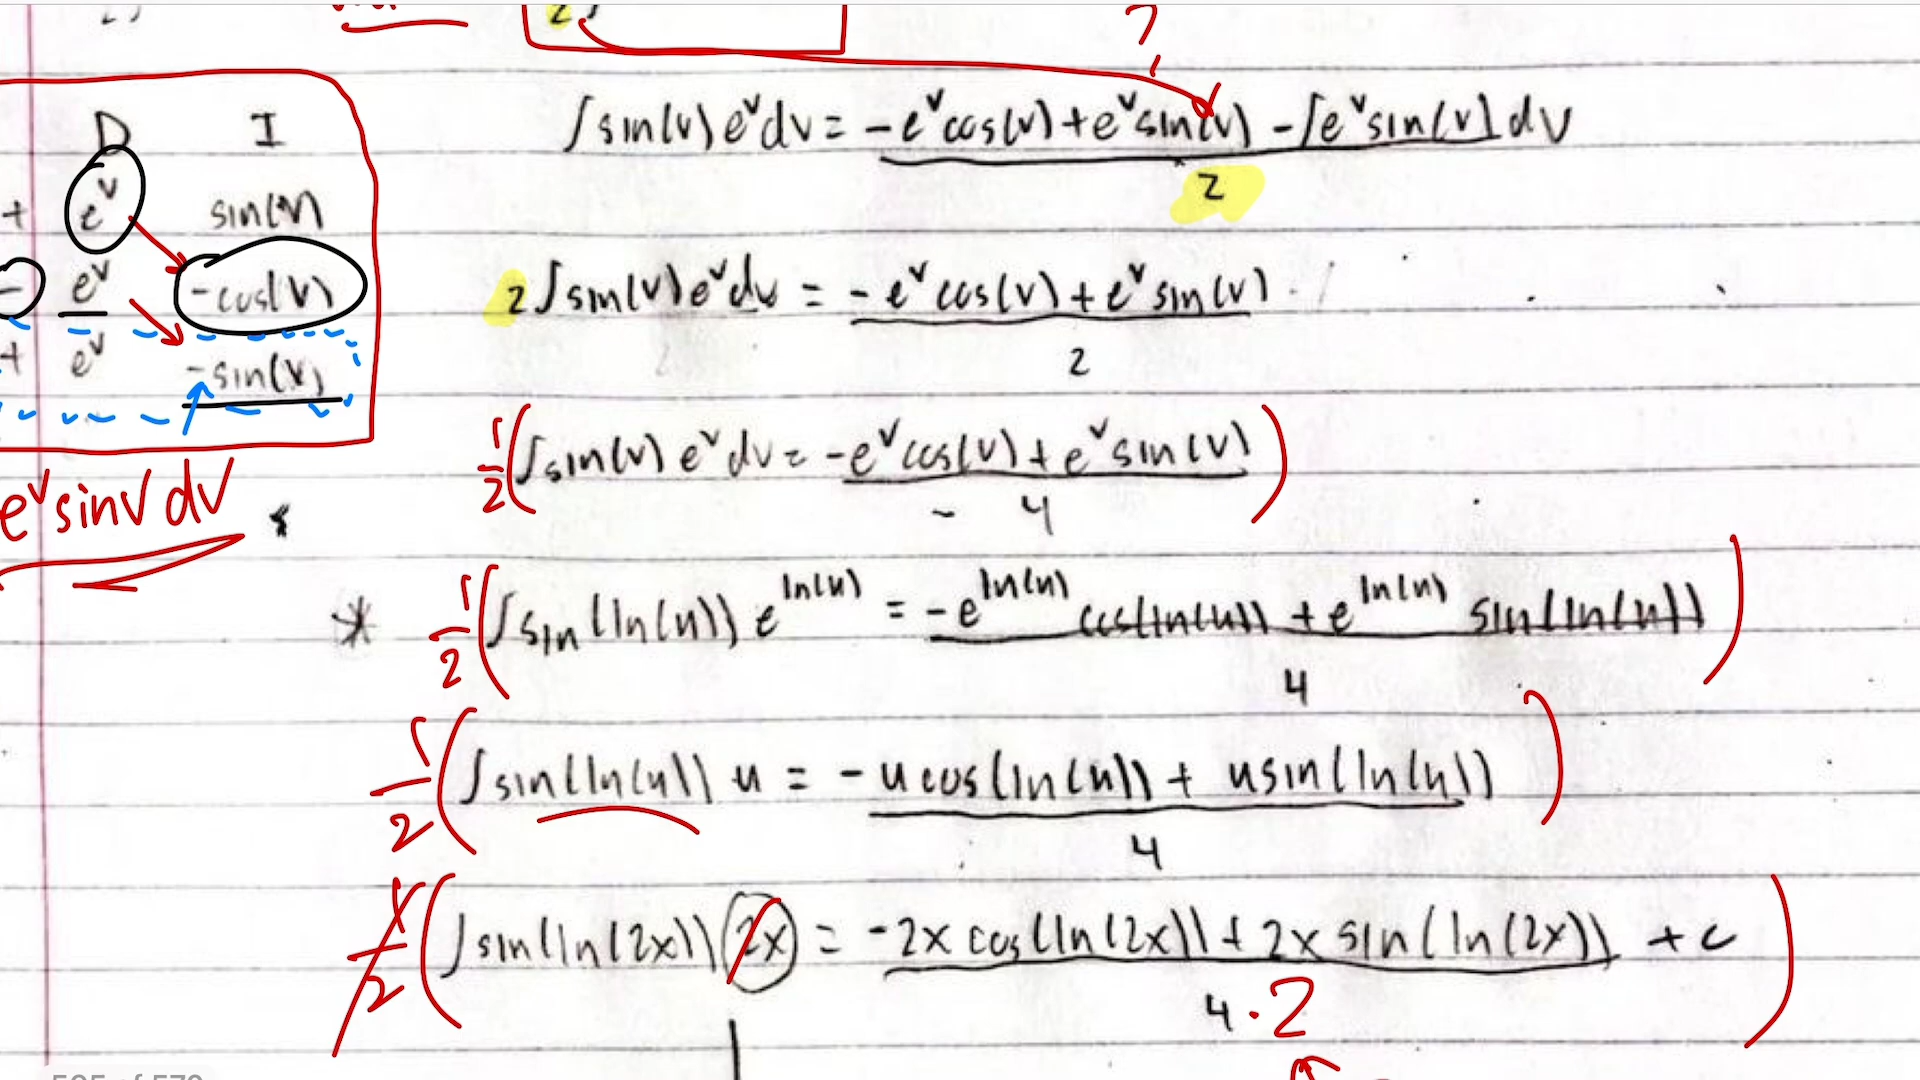 2∫
?
∫sin(v)e^v dv = -e^v cos(v) + e^v sin(v) - ∫e^v sin(v) dv
2
D I
+ e^v sin(v)
- e^v -cos(v)
+ e^v -sin(v)
2∫sin(v)e^v dv = -e^v cos(v) + e^v sin(v)
2
1/2 (∫sin(v) e^v dv = -e^v cos(v) + e^v sin(v))
4
e^v sinv dv
* 1/2 (∫sin(ln(u)) e^ln(u) = -e^ln(u) cos(ln(u)) + e^ln(u) sin(ln(u)))
4
1/2 (∫sin(ln(u)) u = -u cos(ln(u)) + u sin(ln(u)))
4
1/2 (∫sin(ln(2x)) 2x = -2x cos(ln(2x)) + 2x sin(ln(2x)) + c)
4 · 2